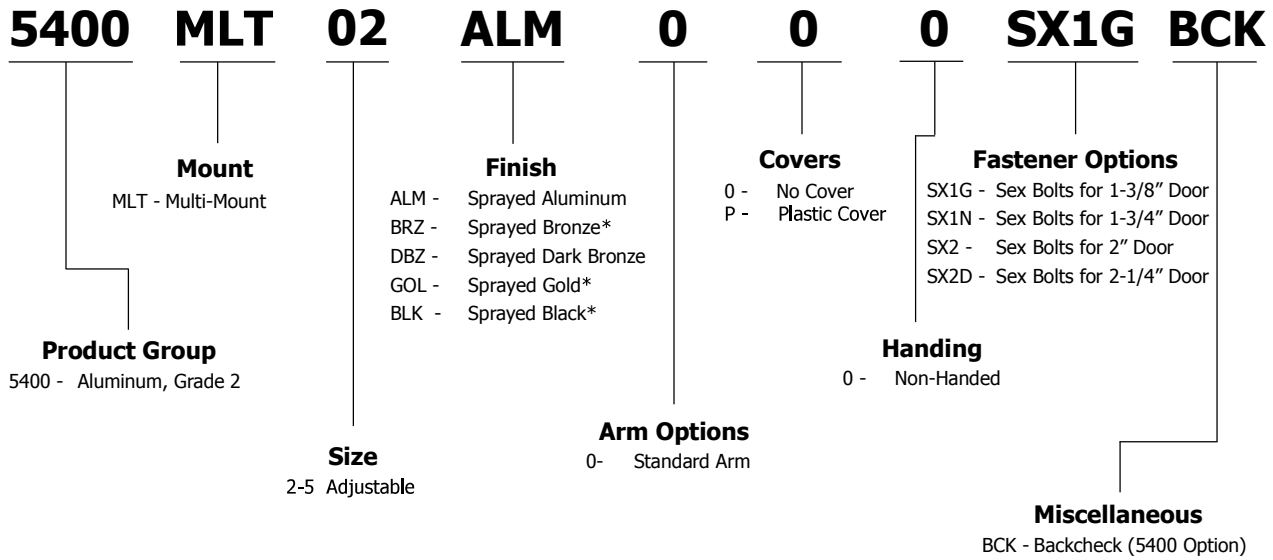 5400 MLT 02 ALM 0 0 0 SX1G BCK
Mount
MLT - Multi-Mount
Finish
ALM - Sprayed Aluminum
BRZ - Sprayed Bronze*
DBZ - Sprayed Dark Bronze
GOL - Sprayed Gold*
BLK - Sprayed Black*
Covers
0 - No Cover
P - Plastic Cover
Fastener Options
SX1G - Sex Bolts for 1-3/8” Door
SX1N - Sex Bolts for 1-3/4” Door
SX2 - Sex Bolts for 2” Door
SX2D - Sex Bolts for 2-1/4” Door
Product Group
5400 - Aluminum, Grade 2
Handing
0 - Non-Handed
Size
2-5 Adjustable
Arm Options
0- Standard Arm
Miscellaneous
BCK - Backcheck (5400 Option)